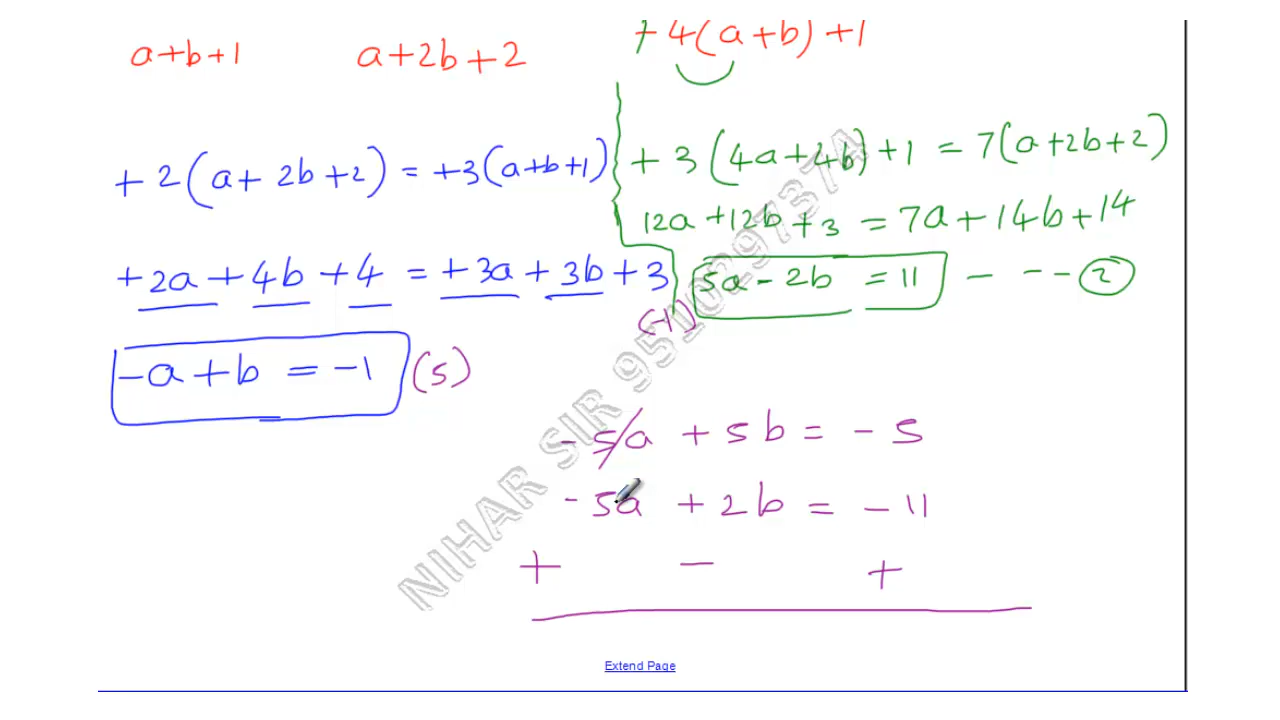 a+b+1 a+2b+2 +4(a+b)+1
+2(a+2b+2) = +3(a+b+1)
+2a+4b+4 = +3a+3b+3
-a+b = -1 (5)
+3(4a+4b)+1 = 7(a+2b+2)
12a+12b+3 = 7a+14b+14
5a-2b = 11 - - - 2
(-1)
-5a +5b = -5
-5a +2b = -11
+ - +
NIHAR SIR 9510297374
Extend Page